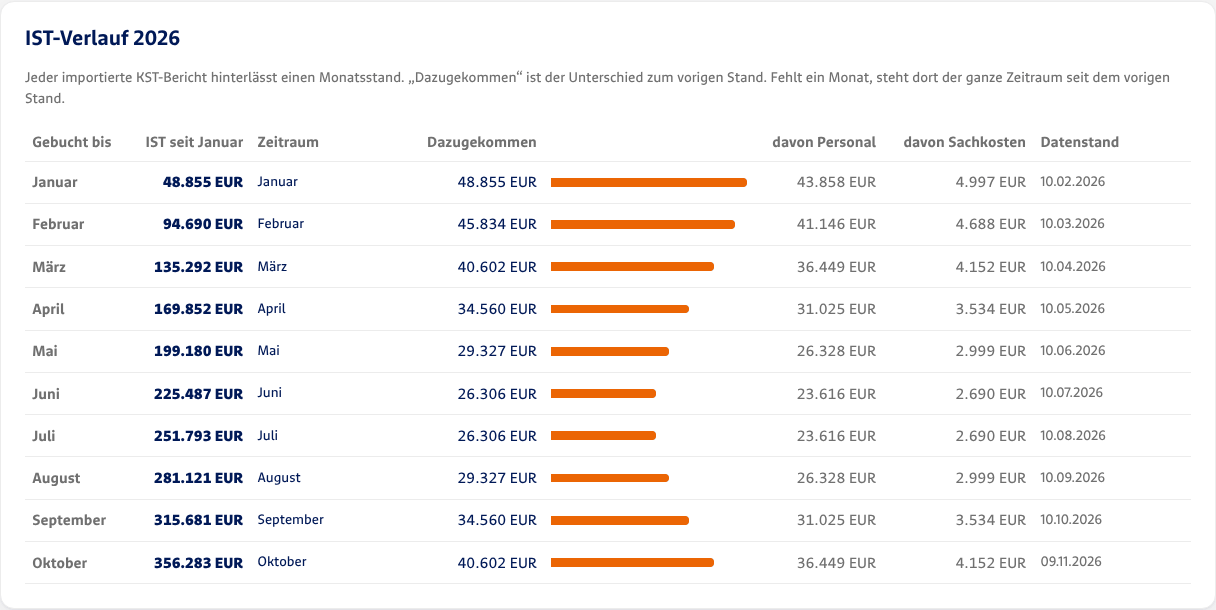 IST-Verlauf 2026
Jeder importierte KST-Bericht hinterlässt einen Monatsstand. „Dazugekommen“ ist der Unterschied zum vorigen Stand. Fehlt ein Monat, steht dort der ganze Zeitraum seit dem vorigen
Stand.
Gebucht bis IST seit Januar Zeitraum Dazugekommen davon Personal davon Sachkosten Datenstand
Januar 48.855 EUR Januar 48.855 EUR 43.858 EUR 4.997 EUR 10.02.2026
Februar 94.690 EUR Februar 45.834 EUR 41.146 EUR 4.688 EUR 10.03.2026
März 135.292 EUR März 40.602 EUR 36.449 EUR 4.152 EUR 10.04.2026
April 169.852 EUR April 34.560 EUR 31.025 EUR 3.534 EUR 10.05.2026
Mai 199.180 EUR Mai 29.327 EUR 26.328 EUR 2.999 EUR 10.06.2026
Juni 225.487 EUR Juni 26.306 EUR 23.616 EUR 2.690 EUR 10.07.2026
Juli 251.793 EUR Juli 26.306 EUR 23.616 EUR 2.690 EUR 10.08.2026
August 281.121 EUR August 29.327 EUR 26.328 EUR 2.999 EUR 10.09.2026
September 315.681 EUR September 34.560 EUR 31.025 EUR 3.534 EUR 10.10.2026
Oktober 356.283 EUR Oktober 40.602 EUR 36.449 EUR 4.152 EUR 09.11.2026